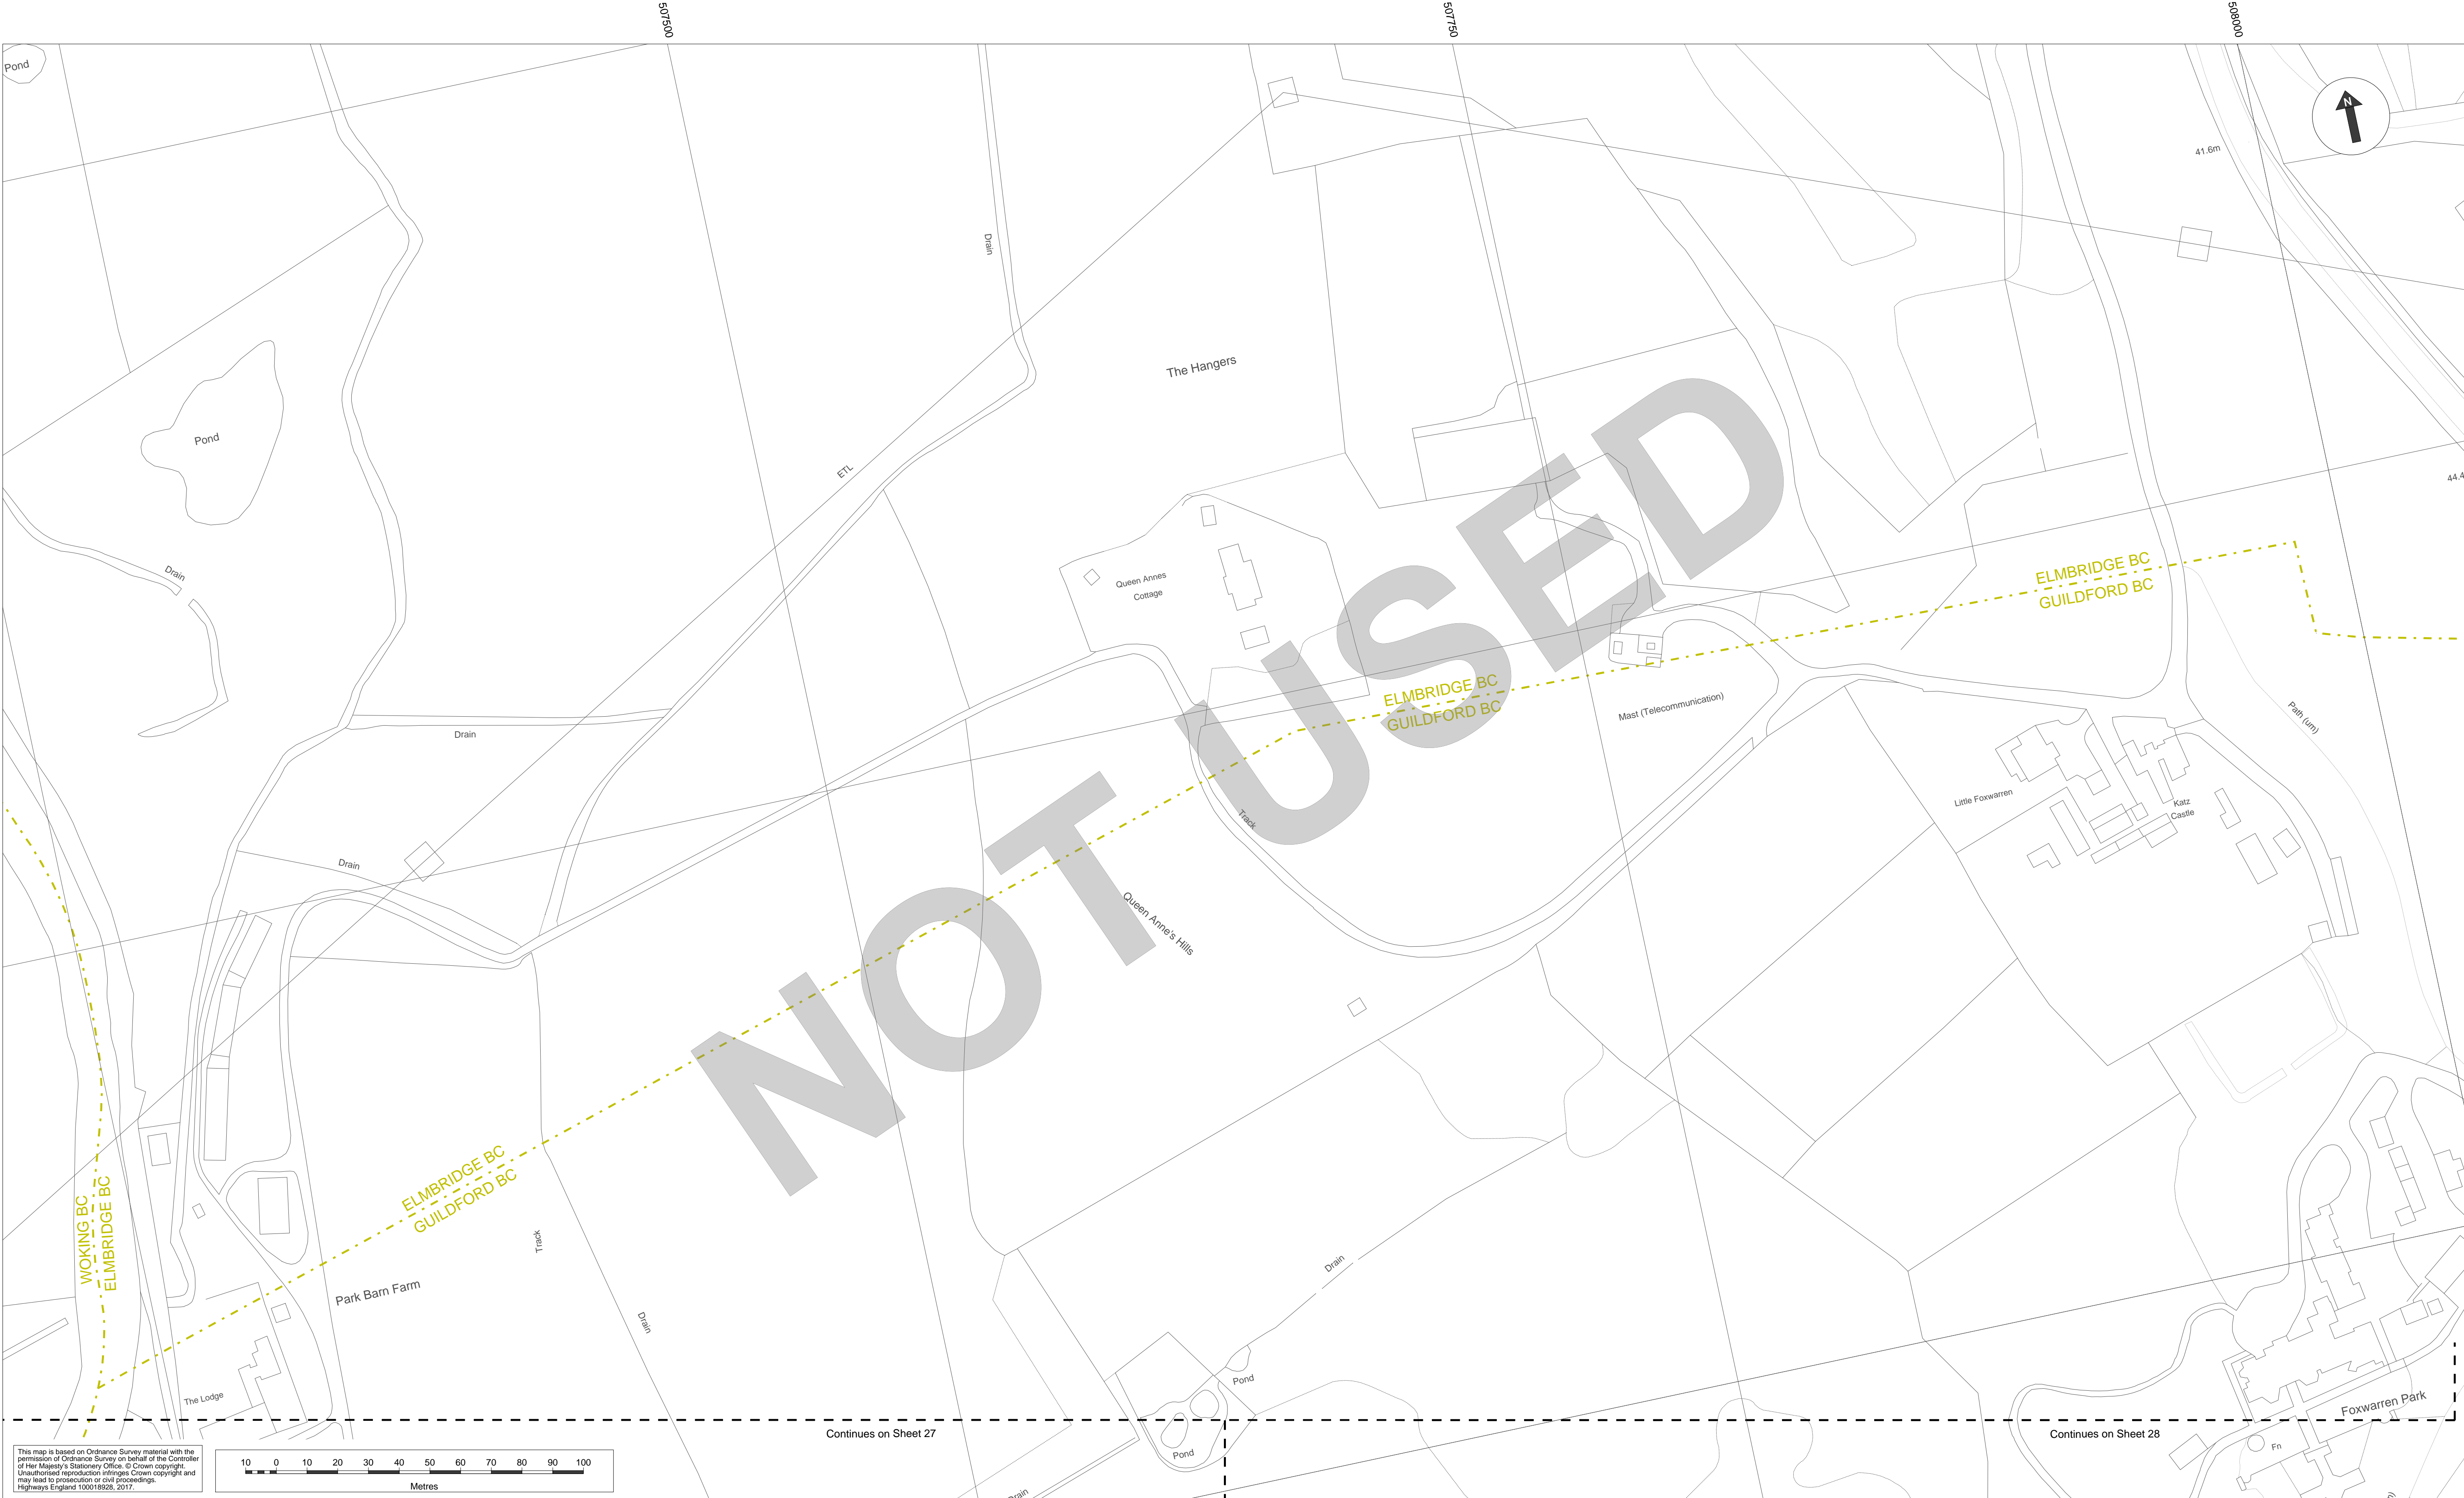 507500
507750
508000
Pond
N
41.6m
Drain
The Hangers
Pond
ETL
44.4
Drain
Queen Annes
Cottage
ELMBRIDGE BC
GUILDFORD BC
NOT USED
ELMBRIDGE BC
GUILDFORD BC
Mast (Telecommunication)
Path (um)
Drain
Little Foxwarren
Katz
Castle
Track
Drain
Queen Anne's Hills
ELMBRIDGE BC
GUILDFORD BC
WOKING BC
ELMBRIDGE BC
Track
Drain
Park Barn Farm
Drain
Pond
The Lodge
Foxwarren Park
Continues on Sheet 27
Continues on Sheet 28
Fn
Pond
Drain
This map is based on Ordnance Survey material with the
permission of Ordnance Survey on behalf of the Controller
of Her Majesty's Stationery Office. © Crown copyright.
Unauthorised reproduction infringes Crown copyright and
may lead to prosecution or civil proceedings.
Highways England 100018928, 2017.
10 0 10 20 30 40 50 60 70 80 90 100
Metres